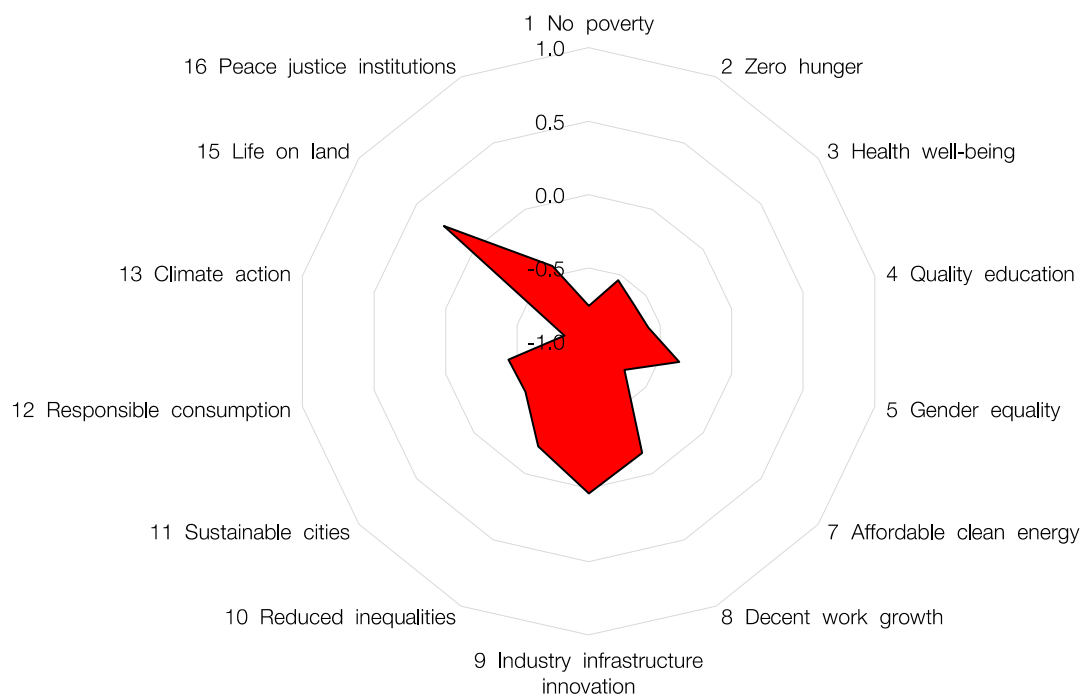 1 No poverty
1.0
16 Peace justice institutions
2 Zero hunger
0.5
15 Life on land
3 Health well-being
0.0
13 Climate action
-0.5
4 Quality education
-1.0
12 Responsible consumption
5 Gender equality
11 Sustainable cities
7 Affordable clean energy
10 Reduced inequalities
8 Decent work growth
9 Industry infrastructure
innovation